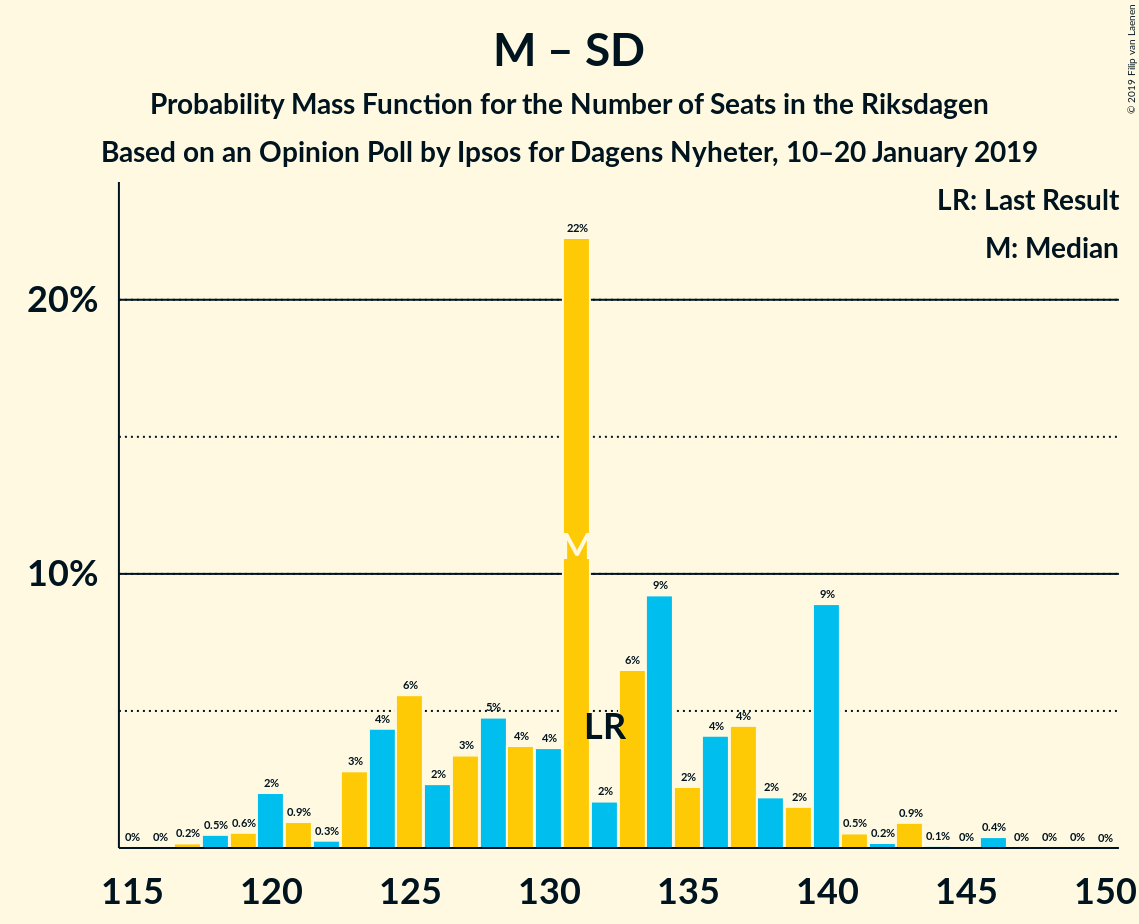 © 2019 Filip van Laenen
M – SD
Probability Mass Function for the Number of Seats in the Riksdagen
Based on an Opinion Poll by Ipsos for Dagens Nyheter, 10–20 January 2019
LR: Last Result
M: Median
20%
10%
0% 0% 0.2% 0.5% 0.6% 2% 0.9% 0.3% 3% 4% 6% 2% 3% 5% 4% 4% 22% 2% 6% 9% 2% 4% 4% 2% 2% 9% 0.5% 0.2% 0.9% 0.1% 0% 0.4% 0% 0% 0% 0%
M
LR
115 120 125 130 135 140 145 150